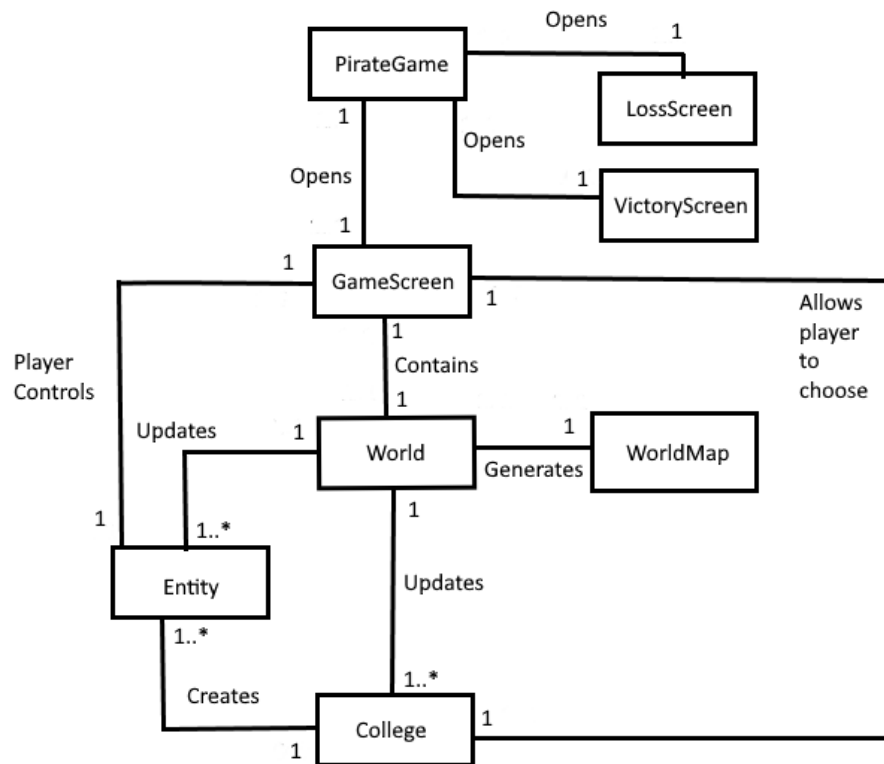 Opens
1
PirateGame
LossScreen
1
Opens
Opens
1
VictoryScreen
1
1
GameScreen
1
1
Allows
player
to
choose
Player
Controls
Contains
1
Updates
1
World
1
Generates
WorldMap
1
1
1..*
Entity
Updates
1..*
Creates
1..*
College
1
1